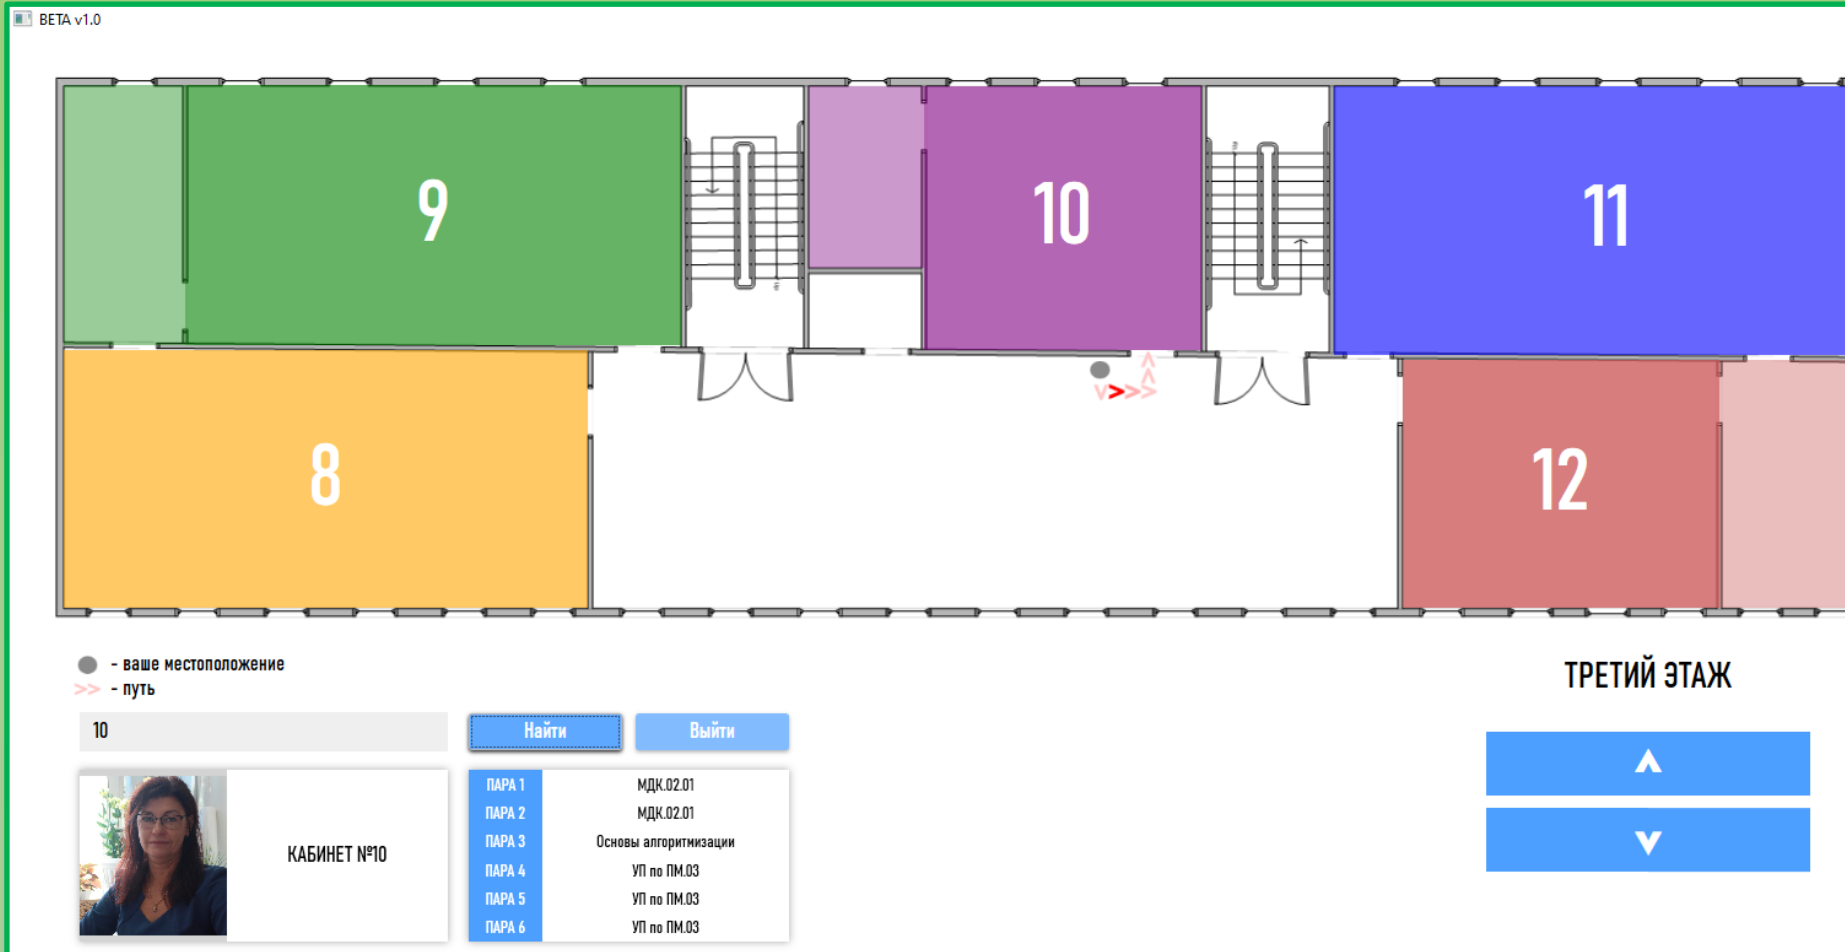 BETA v1.0
9
10
11
8
12
- ваше местоположение
>> - путь
ТРЕТИЙ ЭТАЖ
10
Найти
Выйти
КАБИНЕТ №10
ПАРА 1 МДК.02.01
ПАРА 2 МДК.02.01
ПАРА 3 Основы алгоритмизации
ПАРА 4 УП по ПМ.03
ПАРА 5 УП по ПМ.03
ПАРА 6 УП по ПМ.03